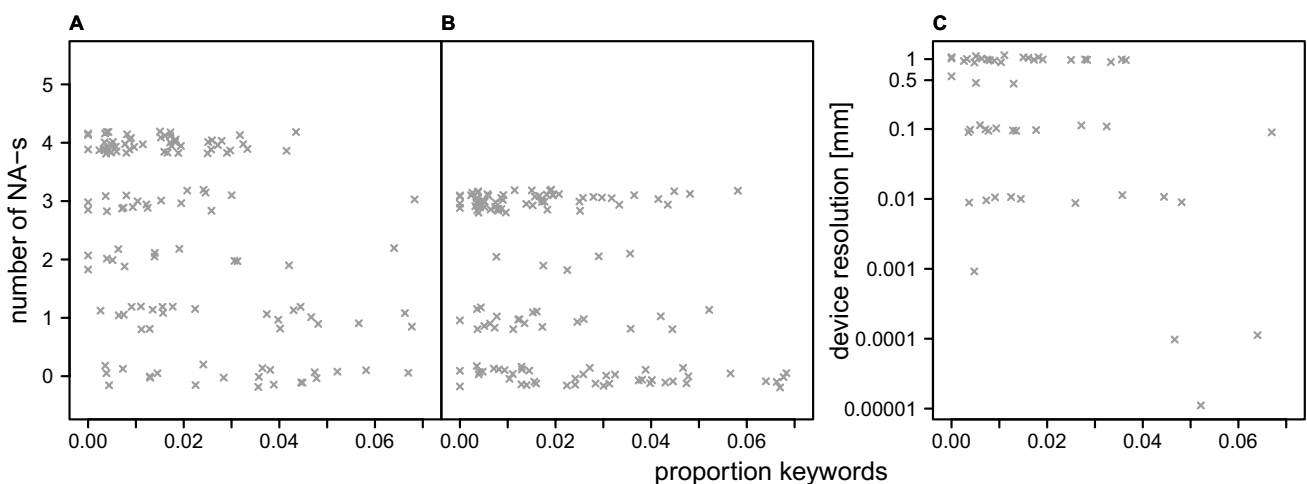 A B C
number of NA−s
5
4
3
2
1
0
0.00 0.02 0.04 0.06
0.00 0.02 0.04 0.06
proportion keywords
device resolution [mm]
1
0.5
0.1
0.01
0.001
0.0001
0.00001
0.00 0.02 0.04 0.06